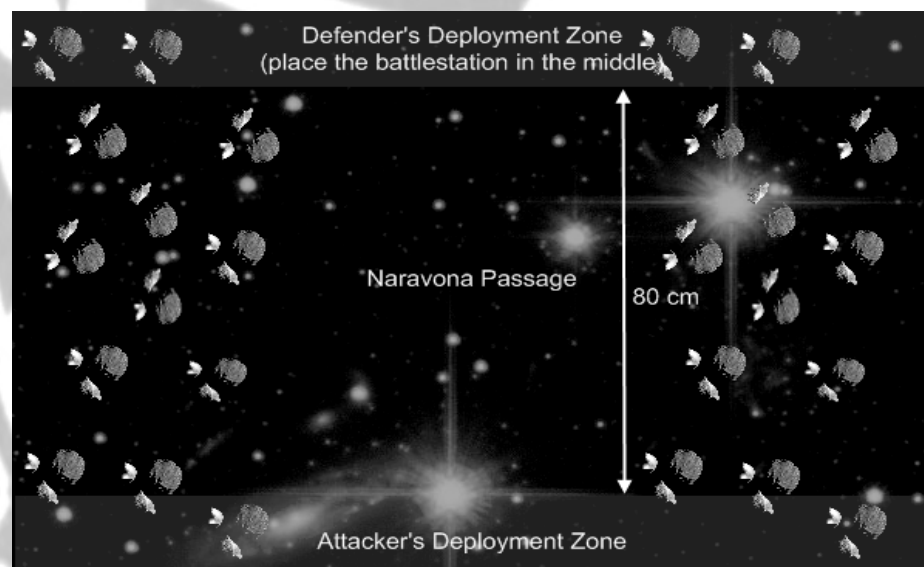 Defender's Deployment Zone
(place the battlestation in the middle)
Naravona Passage
80 cm
Attacker's Deployment Zone